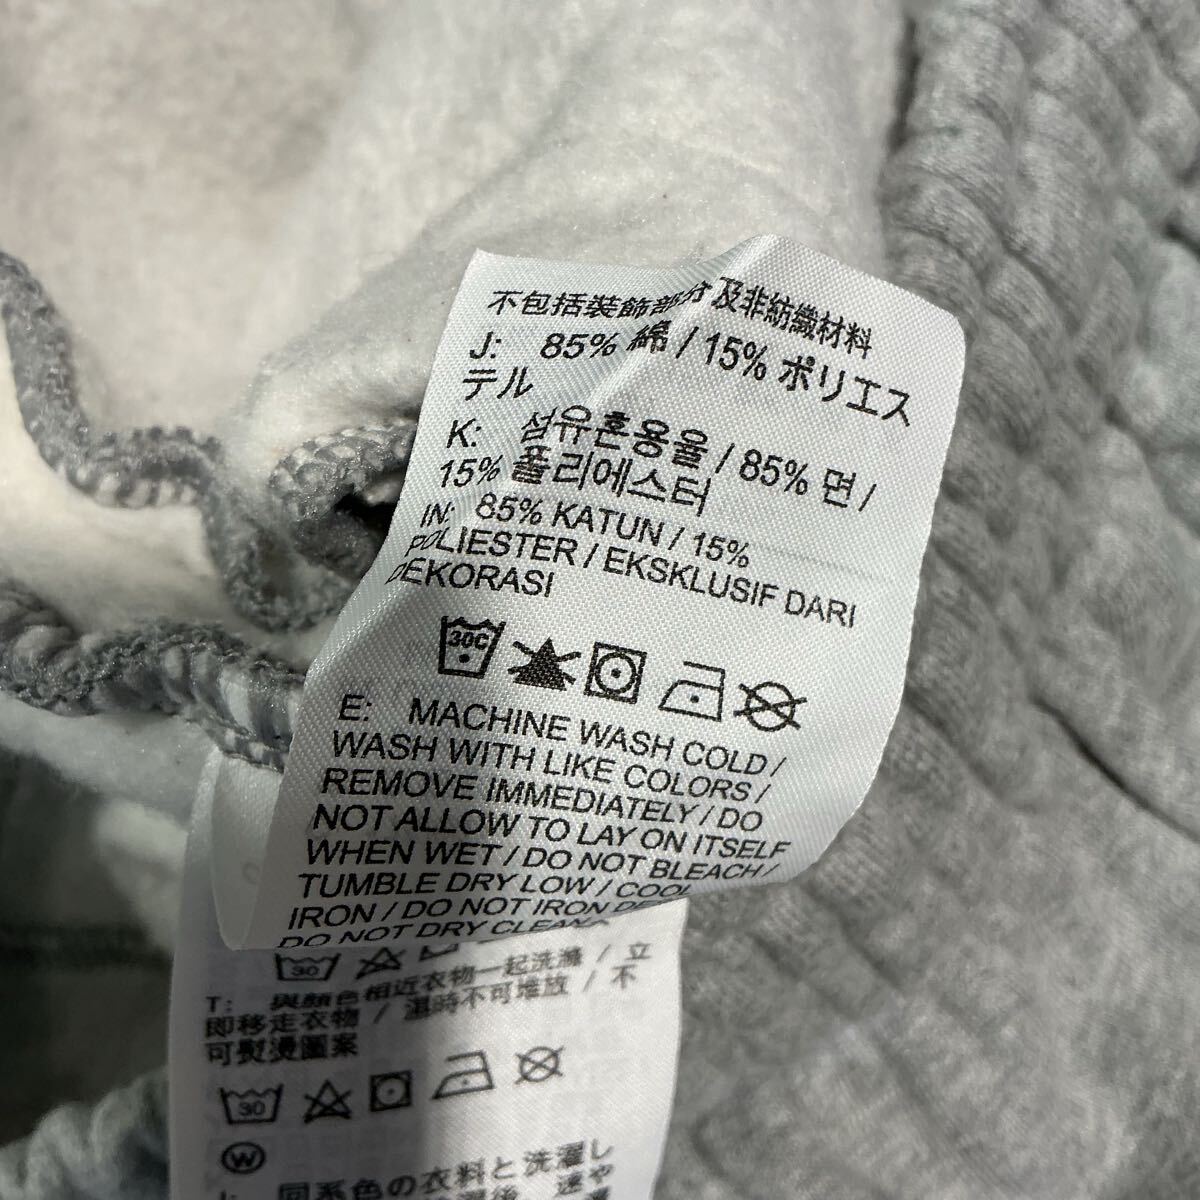 不包括裝飾部分及非紡織材料
J: 85% 綿 / 15% ポリエス
テル
K: 섬유혼용율 / 85% 면 /
15% 폴리에스터
IN: 85% KATUN / 15%
POLIESTER / EKSKLUSIF DARI
DEKORASI
30C
E: MACHINE WASH COLD /
WASH WITH LIKE COLORS /
REMOVE IMMEDIATELY / DO
NOT ALLOW TO LAY ON ITSELF
WHEN WET / DO NOT BLEACH /
TUMBLE DRY LOW / COOL
IRON / DO NOT IRON
DO NOT DRY CLEAN
30
T: 與顏色相近衣物一起洗滌 / 立
即移走衣物 / 濕時不可堆放 / 不
可熨燙圖案
30
W
同系色の衣料と洗濯し